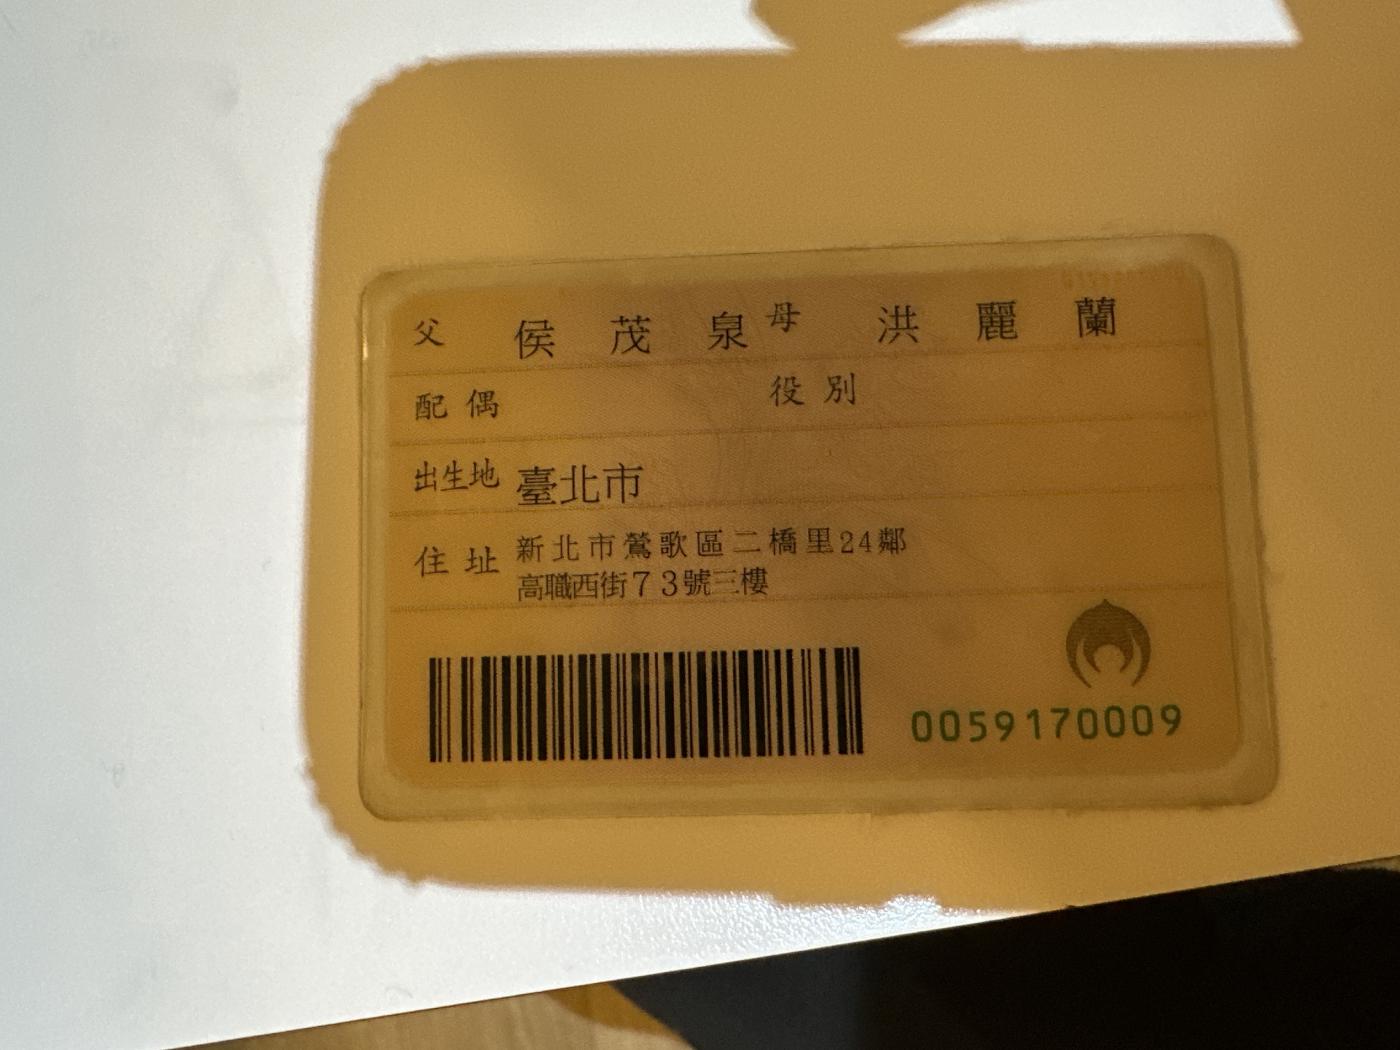 父 侯茂泉 母 洪麗蘭
配偶 役別
出生地 臺北市
住址 新北市鶯歌區二橋里24鄰
高職西街73號三樓
0059170009